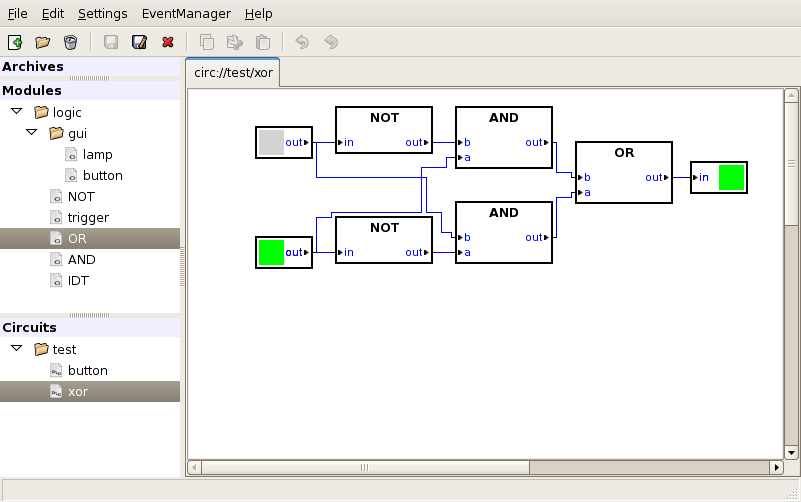 File Edit Settings EventManager Help
Archives
Modules
logic
gui
lamp
button
NOT
trigger
OR
AND
IDT
Circuits
test
button
xor
circ://test/xor
NOT
AND
out in out b out
a
OR
b out in
a
NOT
AND
b out
out in out a